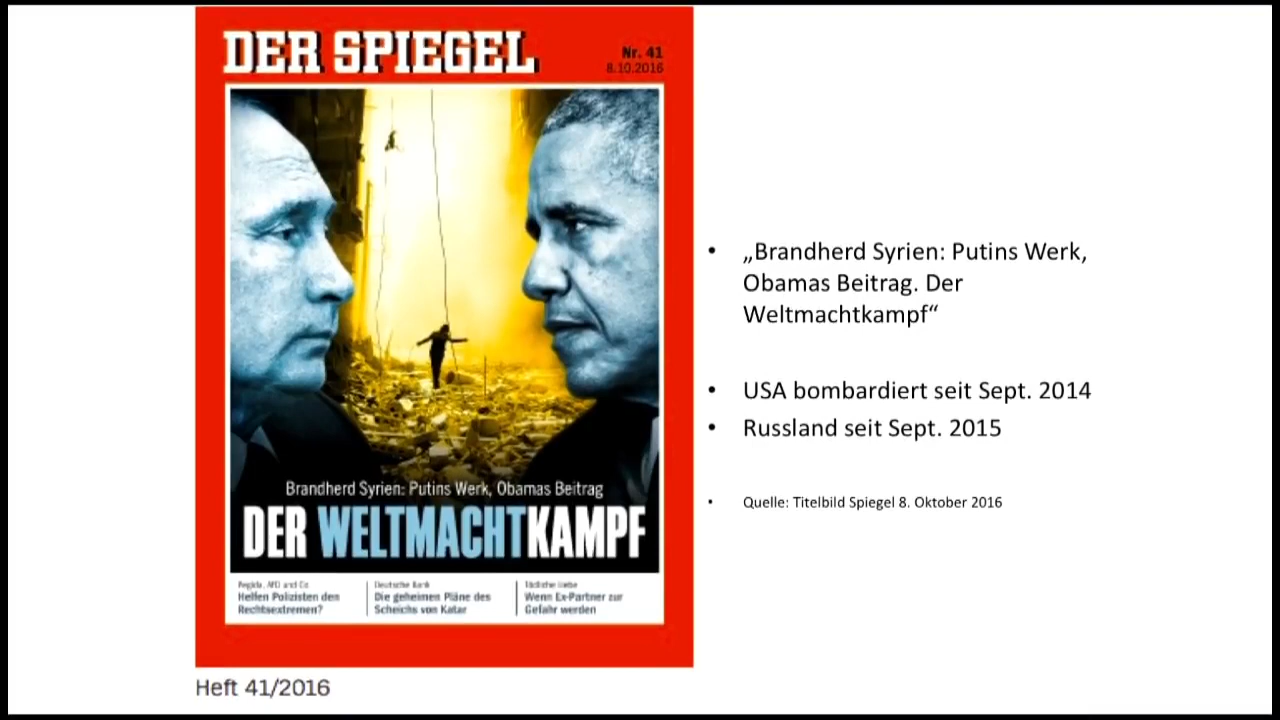 DER SPIEGEL
Nr. 41
8.10.2016
Brandherd Syrien: Putins Werk, Obamas Beitrag
DER WELTMACHTKAMPF
Pegida, AfD und Co.
Helfen Polizisten den
Rechtsextremen?
Deutsche Bank
Die geheimen Pläne des
Scheichs von Katar
Tödliche Liebe
Wenn Ex-Partner zur
Gefahr werden
Heft 41/2016
• „Brandherd Syrien: Putins Werk,
Obamas Beitrag. Der
Weltmachtkampf“
• USA bombardiert seit Sept. 2014
• Russland seit Sept. 2015
• Quelle: Titelbild Spiegel 8. Oktober 2016